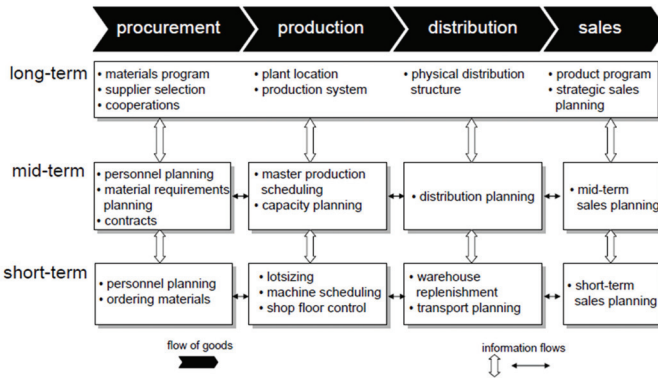 procurement production distribution sales
long-term
• materials program
• supplier selection
• cooperations
• plant location
• production system
• physical distribution
structure
• product program
• strategic sales
planning
mid-term
• personnel planning
• material requirements
planning
• contracts
• master production
scheduling
• capacity planning
• distribution planning
• mid-term
sales planning
short-term
• personnel planning
• ordering materials
• lotsizing
• machine scheduling
• shop floor control
• warehouse
replenishment
• transport planning
• short-term
sales planning
flow of goods
information flows